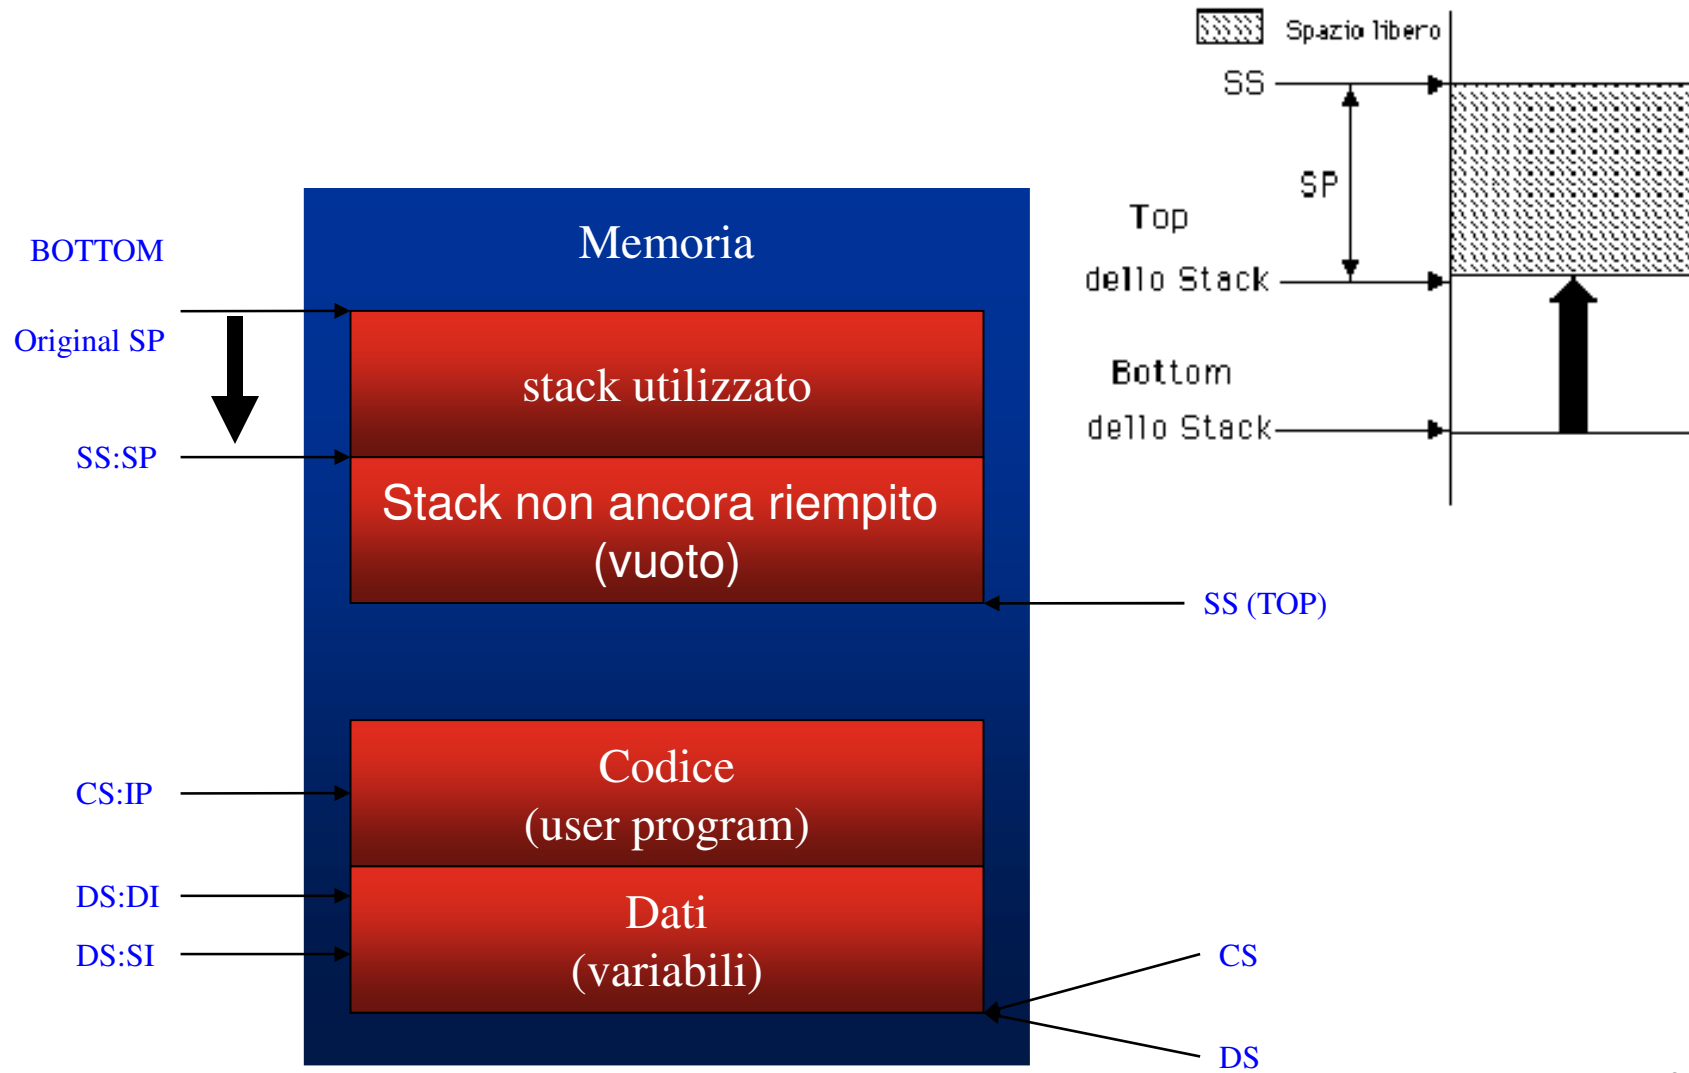 Spazio libero
SS
SP
Top
dello Stack
Bottom
dello Stack
Memoria
BOTTOM
Original SP
stack utilizzato
SS:SP
Stack non ancora riempito
(vuoto)
SS (TOP)
Codice
(user program)
CS:IP
DS:DI
Dati
(variabili)
DS:SI
CS
DS